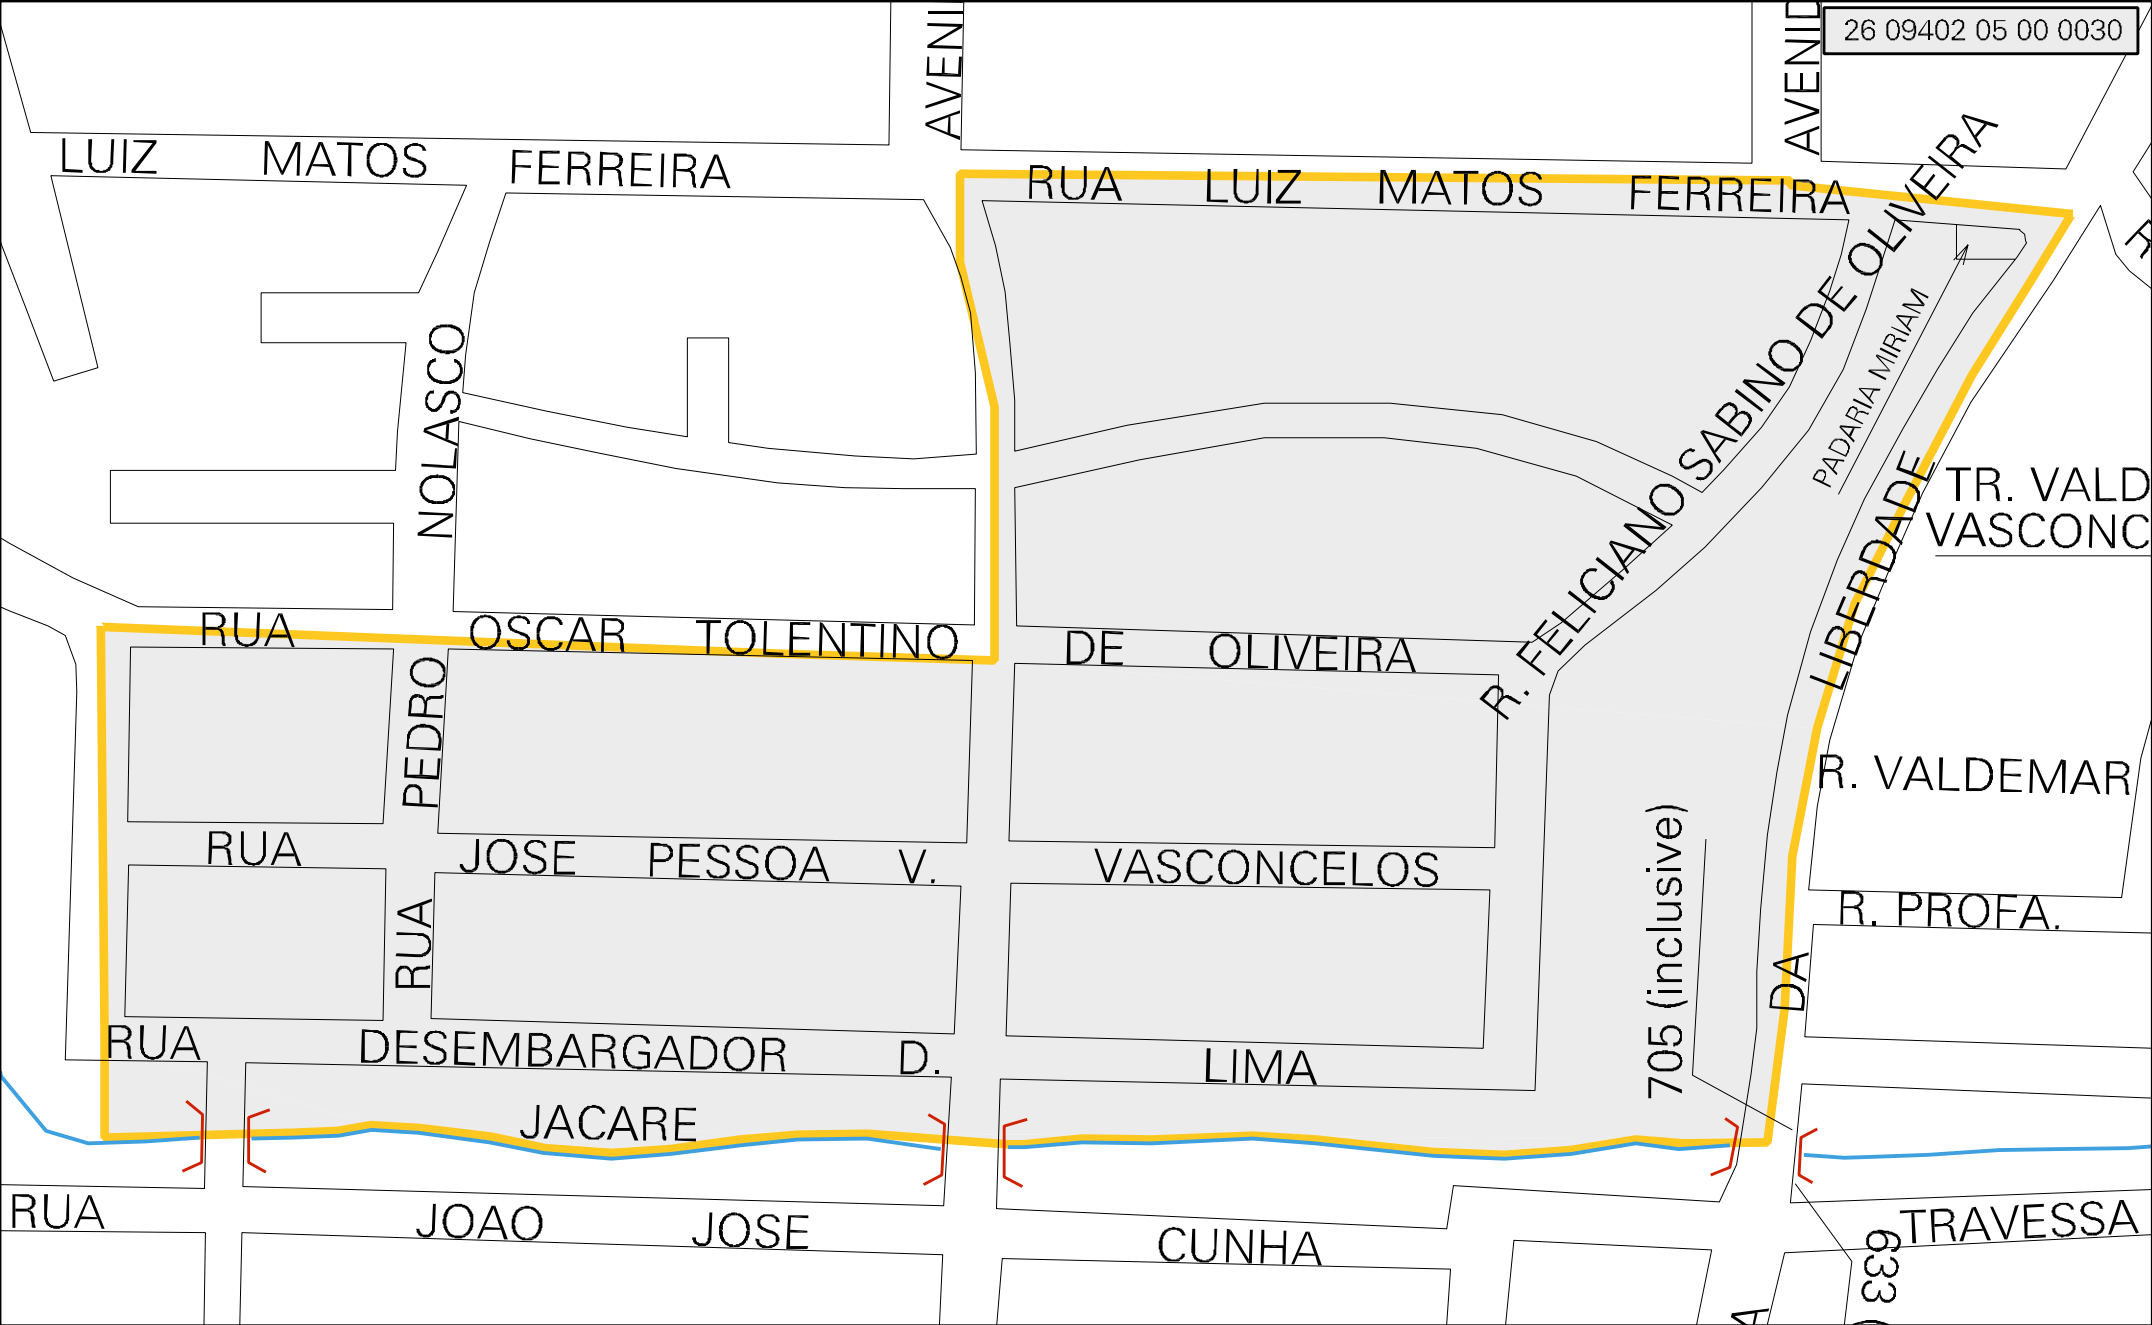 26 09402 05 00 0030
LUIZ MATOS FERREIRA
RUA LUIZ MATOS FERREIRA
R. FELICIANO SABINO DE OLIVEIRA
PADARIA MIRIAM
NOLASCO
TR. VALD
VASCONC
LIBERDADE
RUA OSCAR TOLENTINO DE OLIVEIRA
PEDRO
R. VALDEMAR
RUA JOSE PESSOA V. VASCONCELOS
705 (inclusive)
RUA
R. PROFA.
DA
RUA DESEMBARGADOR D. LIMA
JACARE
RUA JOAO JOSE CUNHA
TRAVESSA
633